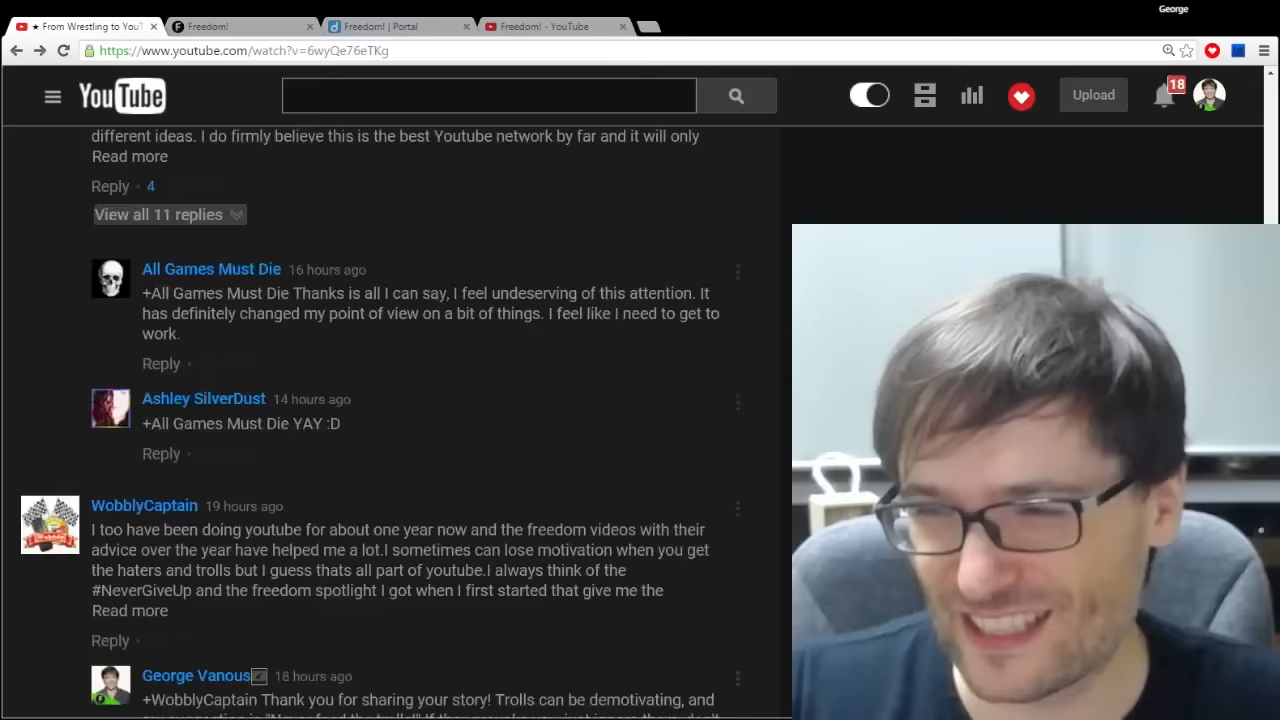 George
★ From Wrestling to YouT
Freedom!
Freedom! | Portal
Freedom! - YouTube
https://www.youtube.com/watch?v=6wyQe76eTKg
YouTube
Upload
18
different ideas. I do firmly believe this is the best Youtube network by far and it will only
Read more
Reply · 4
View all 11 replies
All Games Must Die 16 hours ago
+All Games Must Die Thanks is all I can say, I feel undeserving of this attention. It
has definitely changed my point of view on a bit of things. I feel like I need to get to
work.
Reply ·
Ashley SilverDust 14 hours ago
+All Games Must Die YAY :D
Reply ·
WobblyCaptain 19 hours ago
I too have been doing youtube for about one year now and the freedom videos with their
advice over the year have helped me a lot.I sometimes can lose motivation when you get
the haters and trolls but I guess thats all part of youtube.I always think of the
#NeverGiveUp and the freedom spotlight I got when I first started that give me the
Read more
Reply ·
George Vanous 18 hours ago
+WobblyCaptain Thank you for sharing your story! Trolls can be demotivating, and